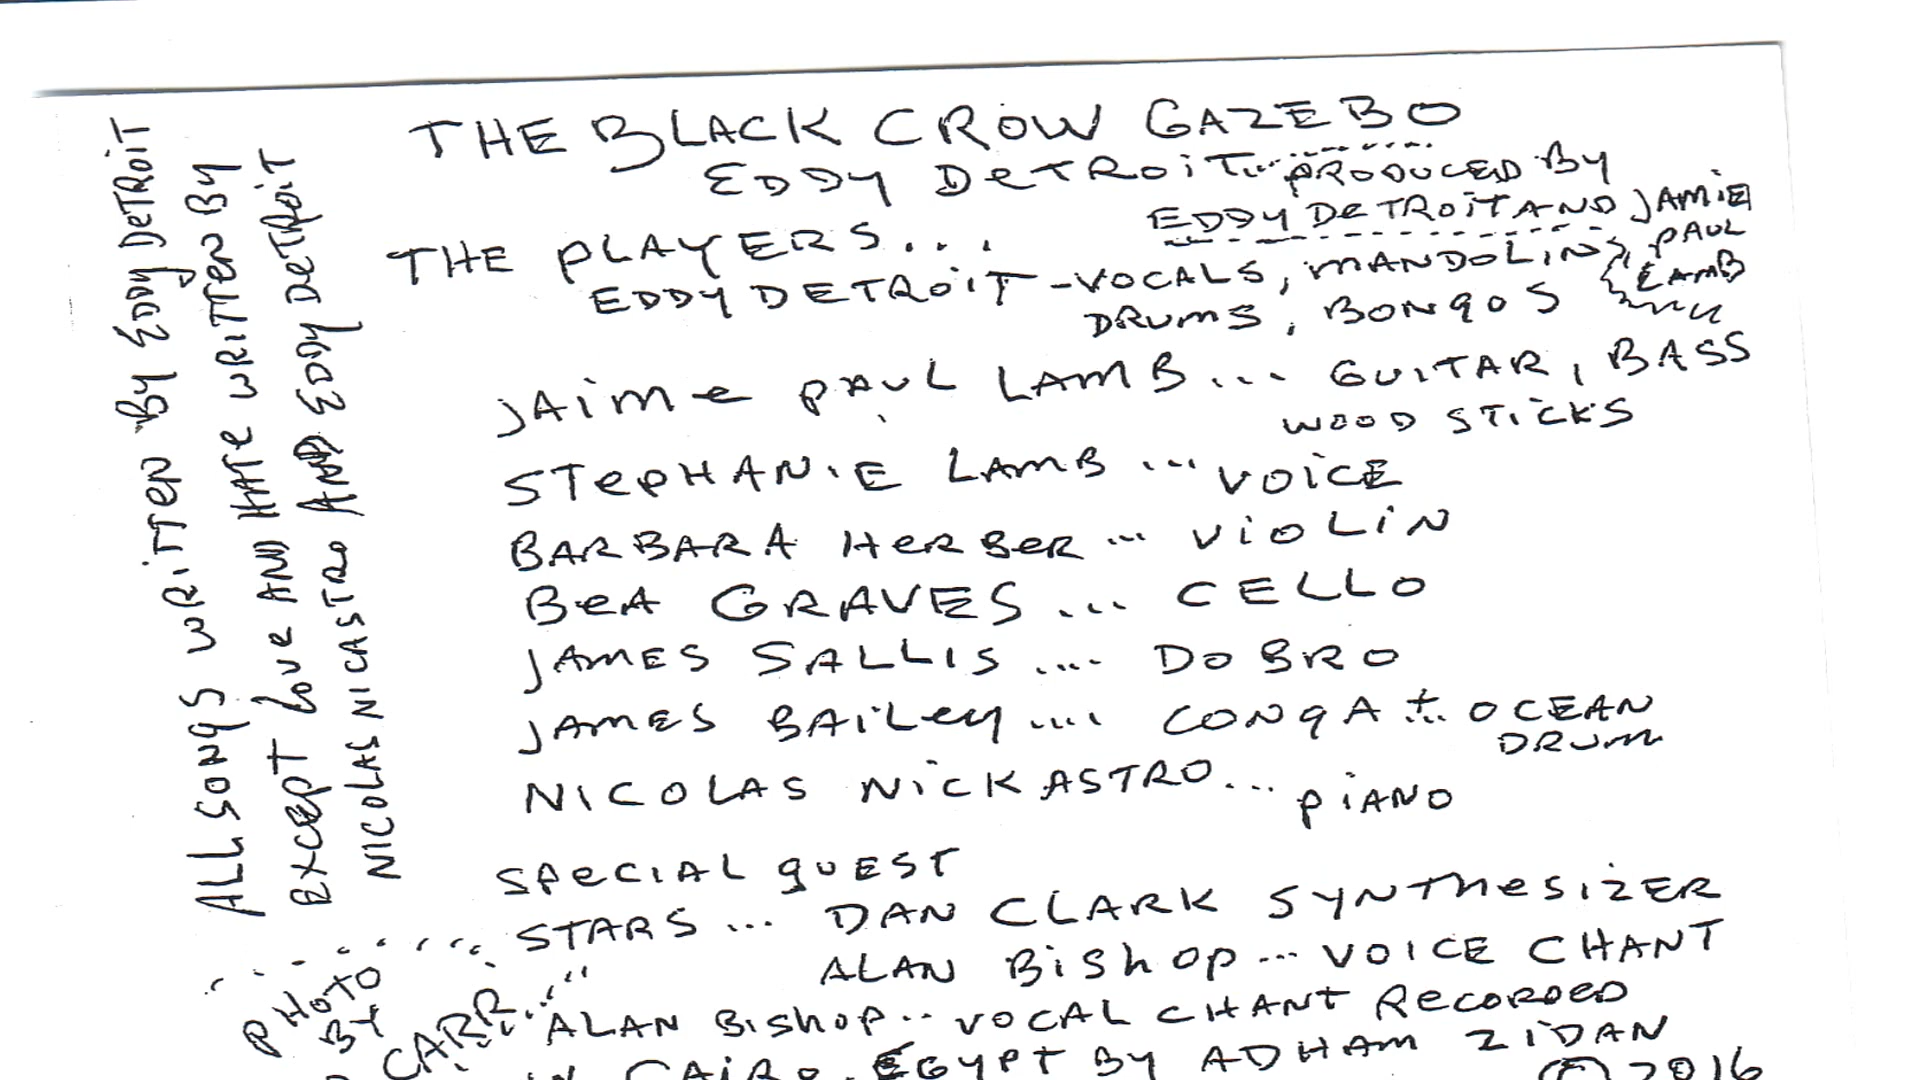 THE BLACK CROW GAZEBO
EDDY DETROIT... PRODUCED BY
EDDY DETROIT AND JAMIE
PAUL
LAMB
THE PLAYERS...
EDDY DETROIT - VOCALS, MANDOLIN,
DRUMS, BONGOS
JAIME PAUL LAMB... GUITAR, BASS
WOOD STICKS
STEPHANIE LAMB... VOICE
BARBARA HERBER... VIOLIN
BEA GRAVES... CELLO
JAMES SALLIS.... DOBRO
JAMES BAILEY.... CONGA + OCEAN
DRUM
NICOLAS NICKASTRO... PIANO
SPECIAL GUEST
STARS... DAN CLARK SYNTHESIZER
ALAN BISHOP... VOICE CHANT
ALAN BISHOP.. VOCAL CHANT RECORDED
IN CAIRO, EGYPT BY ADHAM ZIDAN
© 2016
ALL SONGS WRITTEN BY EDDY DETROIT
EXCEPT LOVE AND HATE WRITTEN BY
NICOLAS NICASTRO AND EDDY DETROIT
PHOTO
BY
CARR